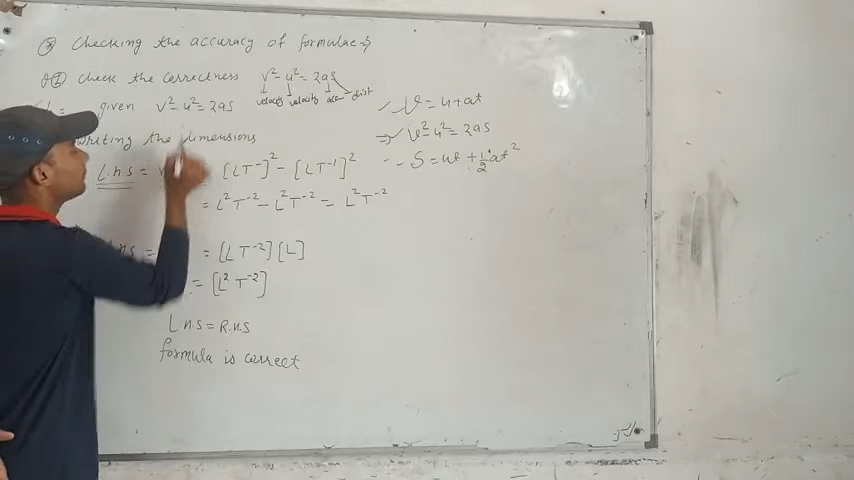 ③ Checking the accuracy of formulae →
Q① Check the correctness v² - u² = 2as
velocity velocity acc dist
given v² - u² = 2as
writing the dimensions
L.h.s = [LT⁻¹]² - [LT⁻¹]²
= L²T⁻² - L²T⁻² = L²T⁻²
= [LT⁻²][L]
= [L²T⁻²]
L.h.S = R.h.S
formula is correct
✓ v = u + at
⇒ ✓ v² - u² = 2as
S = ut + ½at²